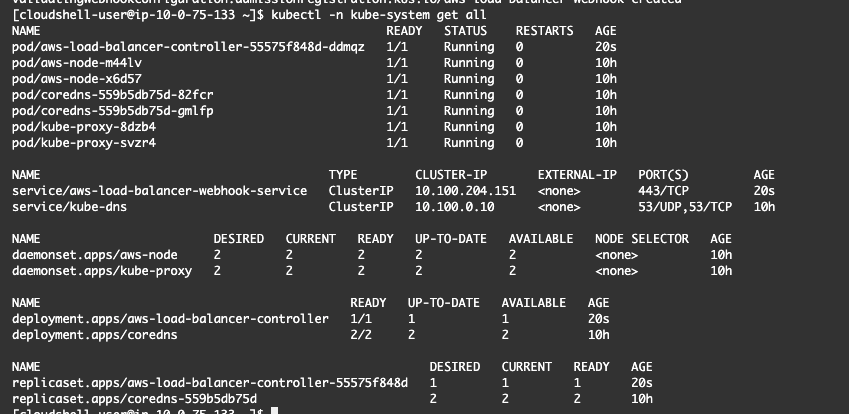 validatingwebhookconfiguration.admissionregistration.k8s.io/aws-load-balancer-webhook created
[cloudshell-user@ip-10-0-75-133 ~]$ kubectl -n kube-system get all
NAME READY STATUS RESTARTS AGE
pod/aws-load-balancer-controller-55575f848d-ddmqz 1/1 Running 0 20s
pod/aws-node-m44lv 1/1 Running 0 10h
pod/aws-node-x6d57 1/1 Running 0 10h
pod/coredns-559b5db75d-82fcr 1/1 Running 0 10h
pod/coredns-559b5db75d-gmlfp 1/1 Running 0 10h
pod/kube-proxy-8dzb4 1/1 Running 0 10h
pod/kube-proxy-svzr4 1/1 Running 0 10h
NAME TYPE CLUSTER-IP EXTERNAL-IP PORT(S) AGE
service/aws-load-balancer-webhook-service ClusterIP 10.100.204.151 <none> 443/TCP 20s
service/kube-dns ClusterIP 10.100.0.10 <none> 53/UDP,53/TCP 10h
NAME DESIRED CURRENT READY UP-TO-DATE AVAILABLE NODE SELECTOR AGE
daemonset.apps/aws-node 2 2 2 2 2 <none> 10h
daemonset.apps/kube-proxy 2 2 2 2 2 <none> 10h
NAME READY UP-TO-DATE AVAILABLE AGE
deployment.apps/aws-load-balancer-controller 1/1 1 1 20s
deployment.apps/coredns 2/2 2 2 10h
NAME DESIRED CURRENT READY AGE
replicaset.apps/aws-load-balancer-controller-55575f848d 1 1 1 20s
replicaset.apps/coredns-559b5db75d 2 2 2 10h
[cloudshell-user@ip-10-0-75-133 ~]$